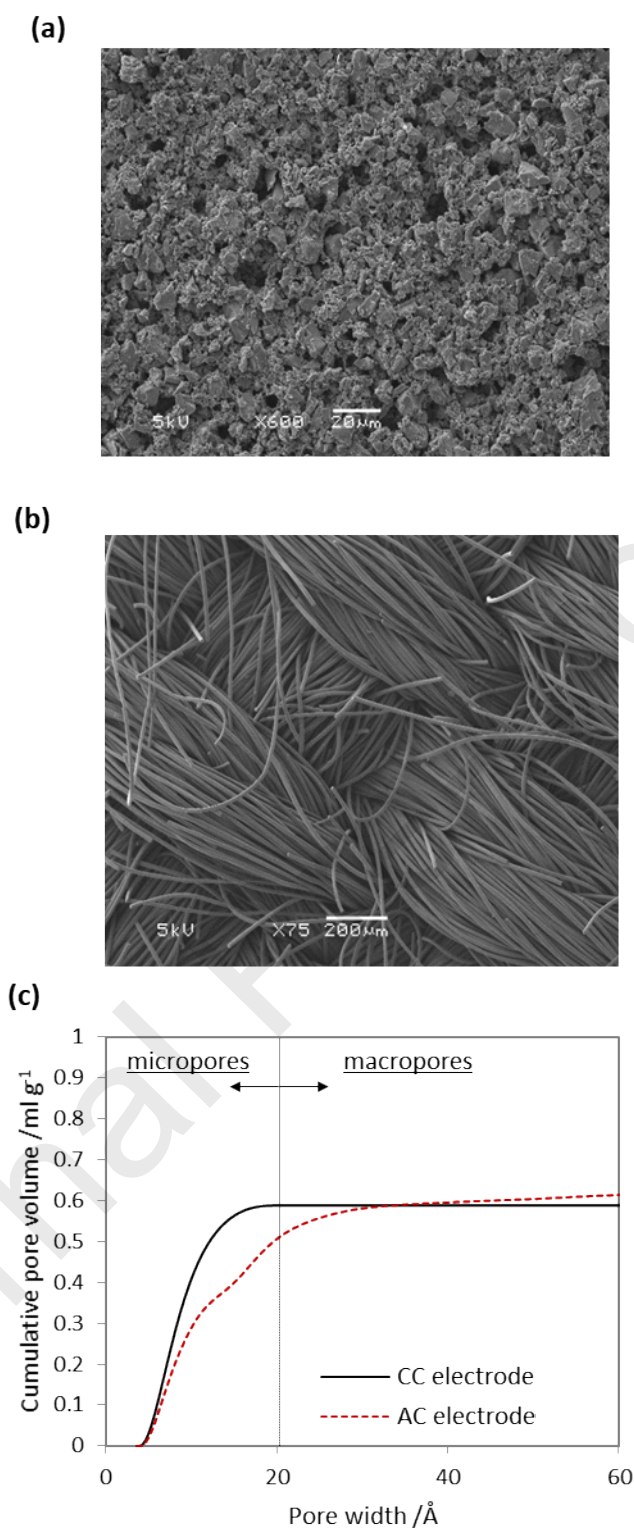 (a)
5kV X600 20µm
(b)
5kV X75 200µm
(c)
1
0.9
0.8
0.7
0.6
0.5
0.4
0.3
0.2
0.1
0
micropores macropores
CC electrode
AC electrode
0 20 40 60
Cumulative pore volume /ml g⁻¹
Pore width /Å